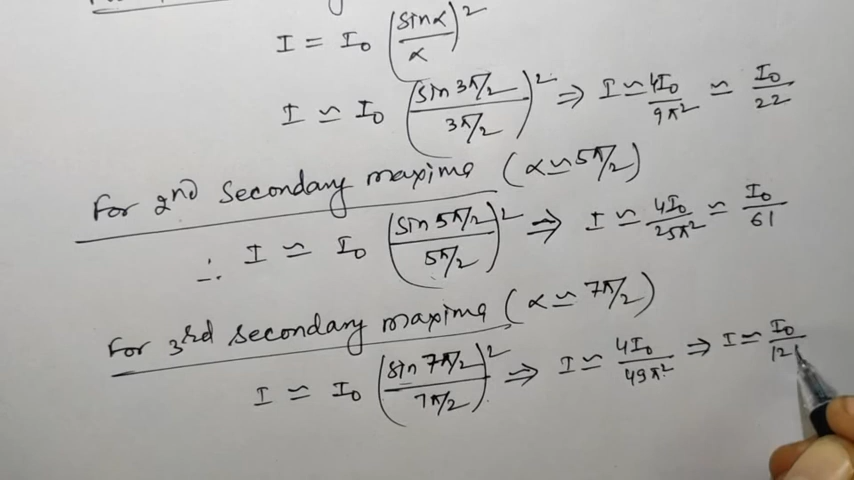 I = I₀ (sinα/α)²
I ≃ I₀ (sin 3π/2 / 3π/2)² ⇒ I ≃ 4I₀/9π² ≃ I₀/22
For 2nd Secondary maxima (α ≃ 5π/2)
∴ I ≃ I₀ (sin 5π/2 / 5π/2)² ⇒ I ≃ 4I₀/25π² ≃ I₀/61
For 3rd secondary maxima (α ≃ 7π/2)
I ≃ I₀ (sin 7π/2 / 7π/2)² ⇒ I ≃ 4I₀/49π² ⇒ I ≃ I₀/121